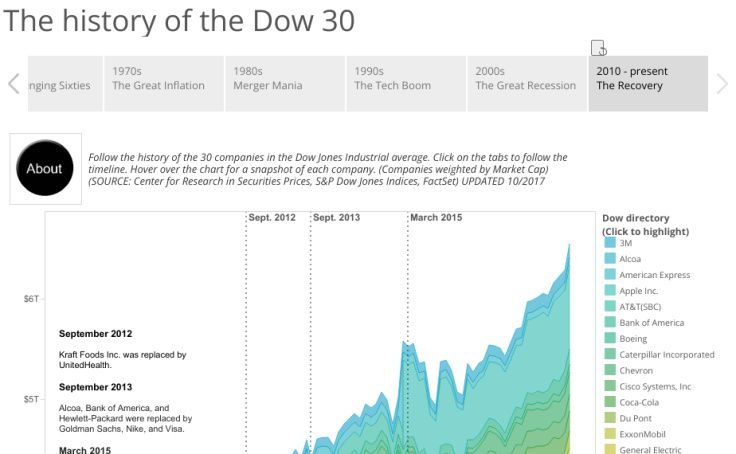 The history of the Dow 30
nging Sixties
1970s
The Great Inflation
1980s
Merger Mania
1990s
The Tech Boom
2000s
The Great Recession
2010 - present
The Recovery
About
Follow the history of the 30 companies in the Dow Jones Industrial average. Click on the tabs to follow the
timeline. Hover over the chart for a snapshot of each company. (Companies weighted by Market Cap)
(SOURCE: Center for Research in Securities Prices, S&P Dow Jones Indices, FactSet) UPDATED 10/2017
Sept. 2012
Sept. 2013
March 2015
$6T
$5T
September 2012
Kraft Foods Inc. was replaced by
UnitedHealth.
September 2013
Alcoa, Bank of America, and
Hewlett-Packard were replaced by
Goldman Sachs, Nike, and Visa.
March 2015
Dow directory
(Click to highlight)
3M
Alcoa
American Express
Apple Inc.
AT&T(SBC)
Bank of America
Boeing
Caterpillar Incorporated
Chevron
Cisco Systems, Inc
Coca-Cola
Du Pont
ExxonMobil
General Electric